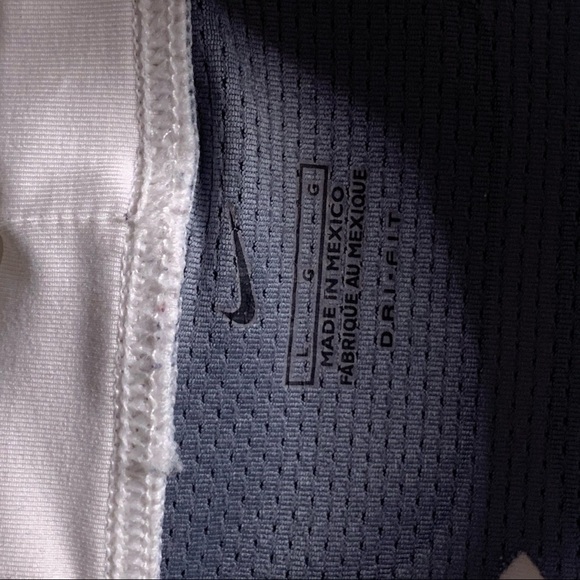 L G G
MADE IN MEXICO
FABRIQUÉ AU MEXIQUE
DRI-FIT